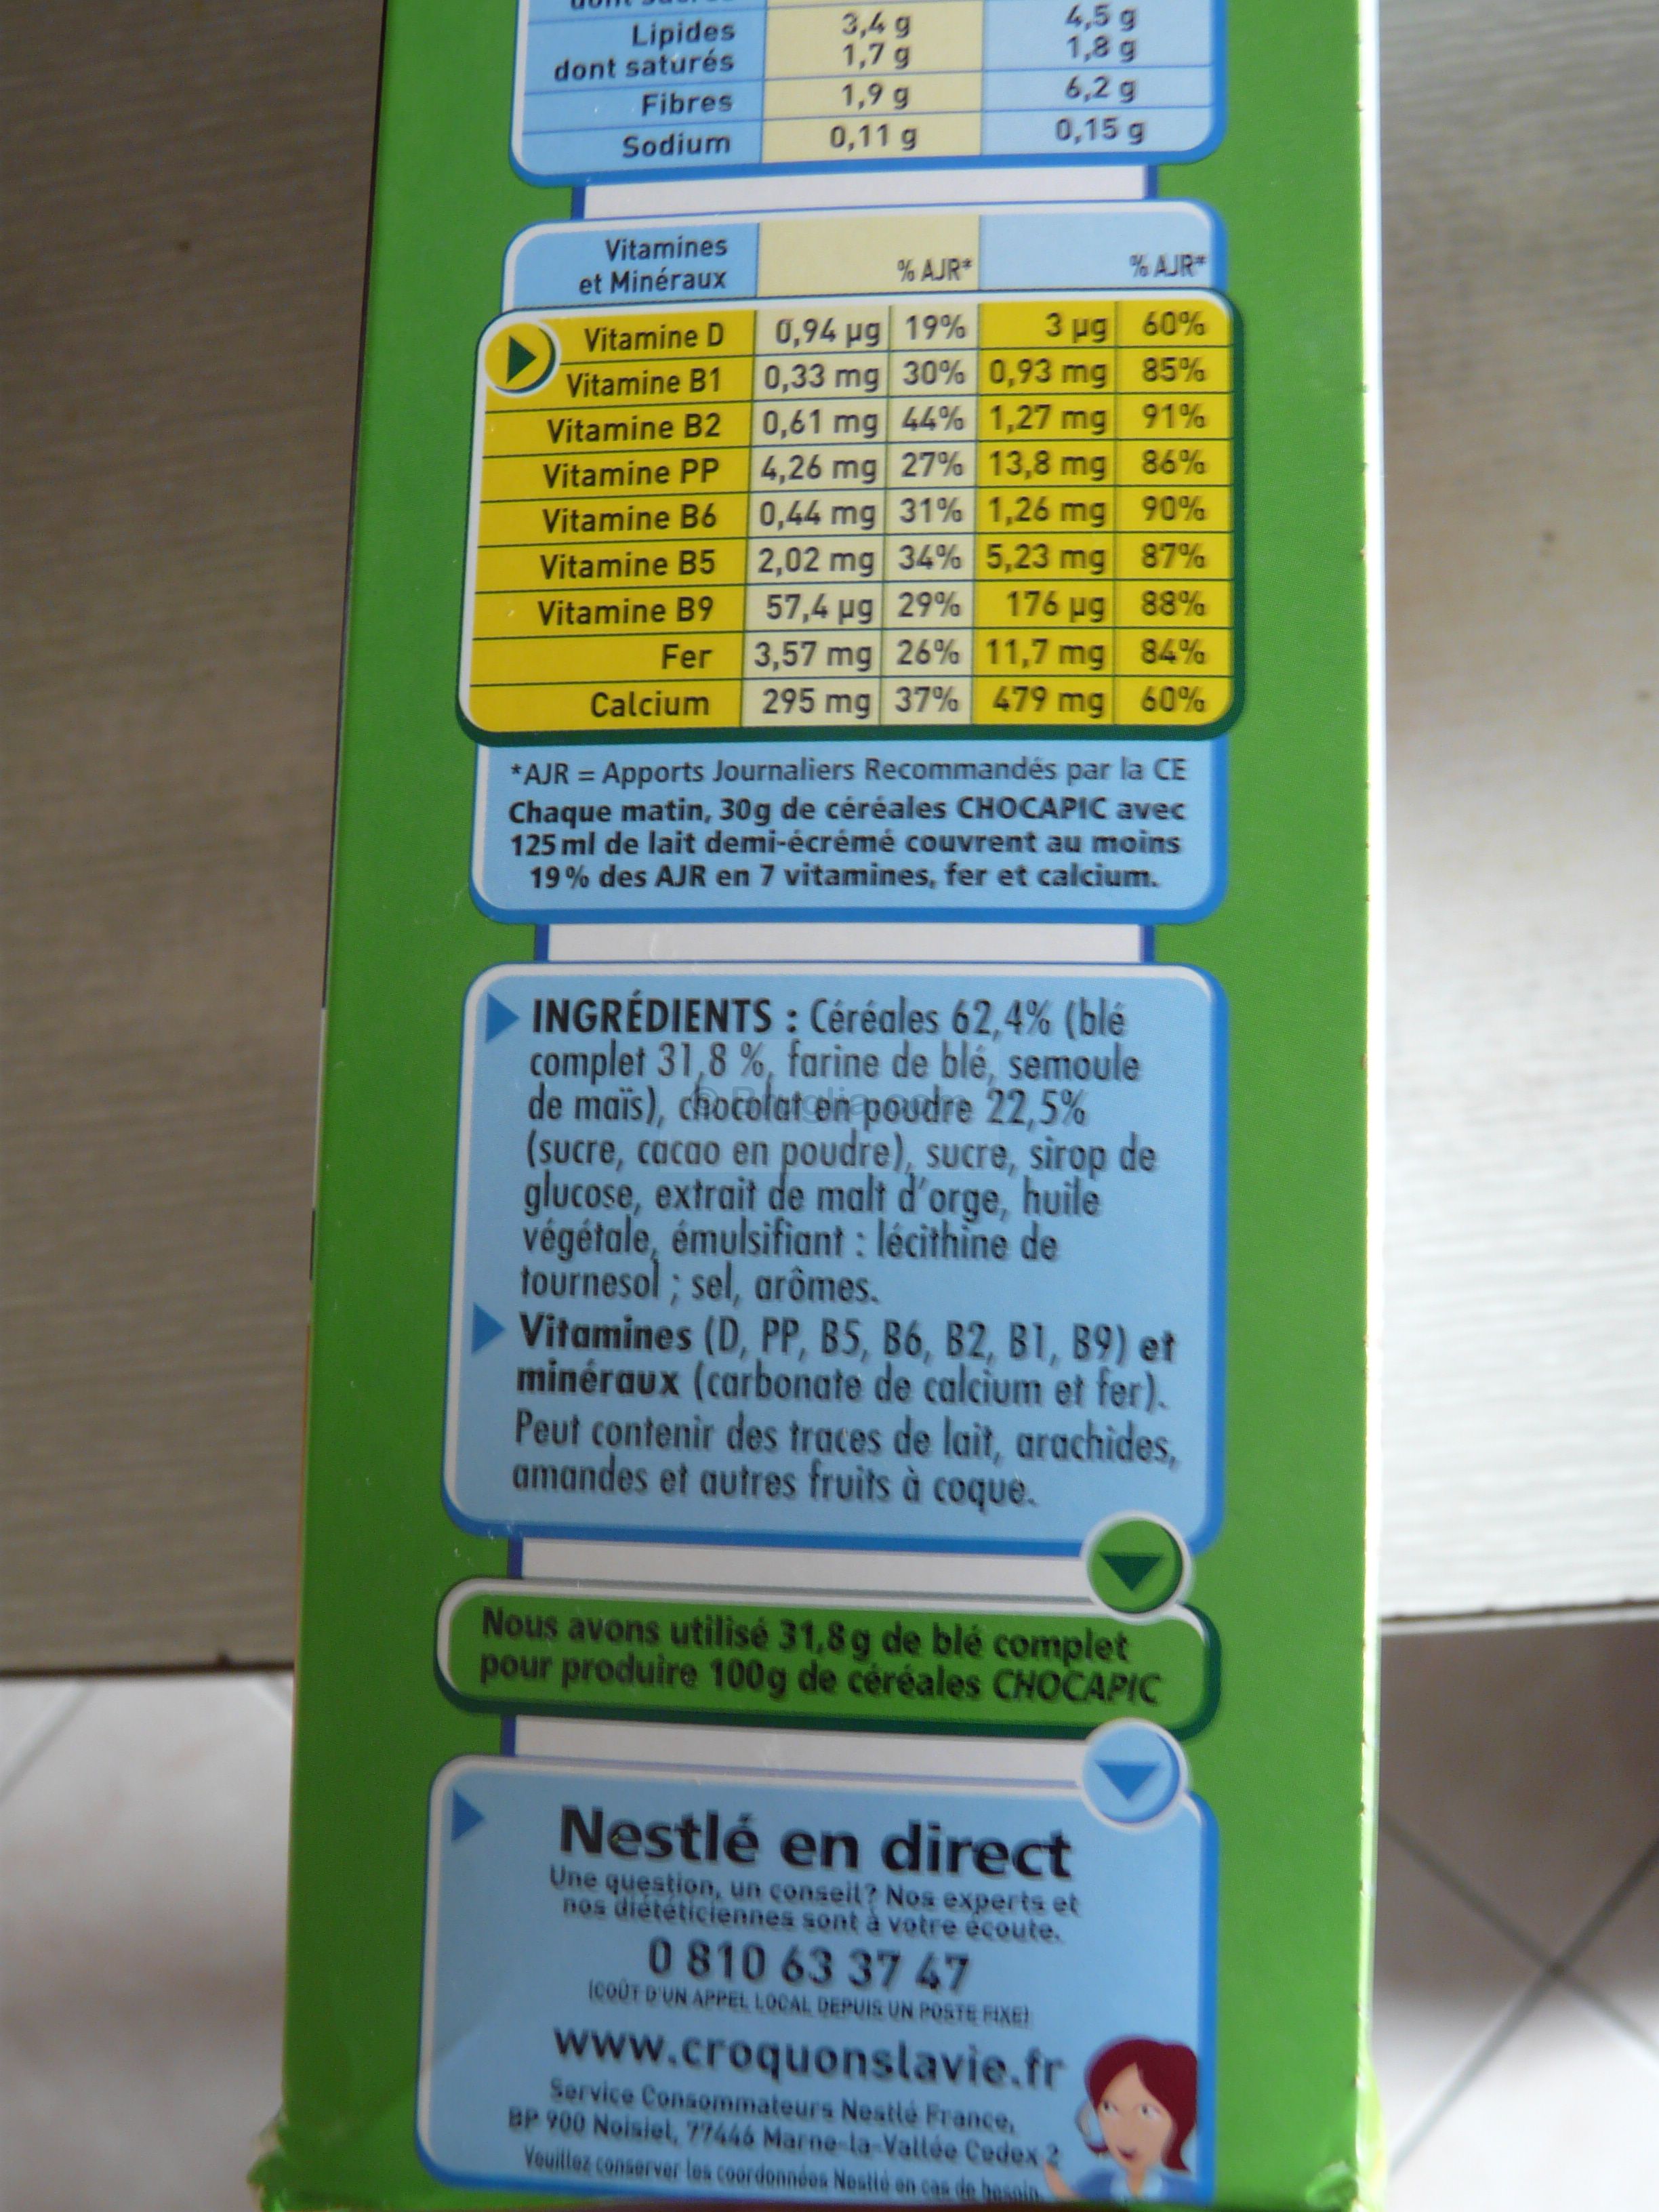 Lipides 3,4 g 4,5 g
dont saturés 1,7 g 1,8 g
Fibres 1,9 g 6,2 g
Sodium 0,11 g 0,15 g
Vitamines
et Minéraux % AJR* % AJR*
Vitamine D 0,94 µg 19% 3 µg 60%
Vitamine B1 0,33 mg 30% 0,93 mg 85%
Vitamine B2 0,61 mg 44% 1,27 mg 91%
Vitamine PP 4,26 mg 27% 13,8 mg 86%
Vitamine B6 0,44 mg 31% 1,26 mg 90%
Vitamine B5 2,02 mg 34% 5,23 mg 87%
Vitamine B9 57,4 µg 29% 176 µg 88%
Fer 3,57 mg 26% 11,7 mg 84%
Calcium 295 mg 37% 479 mg 60%
*AJR = Apports Journaliers Recommandés par la CE
Chaque matin, 30g de céréales CHOCAPIC avec
125 ml de lait demi-écrémé couvrent au moins
19% des AJR en 7 vitamines, fer et calcium.
INGRÉDIENTS : Céréales 62,4% (blé
complet 31,8 %, farine de blé, semoule
de maïs), chocolat en poudre 22,5%
(sucre, cacao en poudre), sucre, sirop de
glucose, extrait de malt d'orge, huile
végétale, émulsifiant : lécithine de
tournesol ; sel, arômes.
Vitamines (D, PP, B5, B6, B2, B1, B9) et
minéraux (carbonate de calcium et fer).
Peut contenir des traces de lait, arachides,
amandes et autres fruits à coque.
Nous avons utilisé 31,8g de blé complet
pour produire 100g de céréales CHOCAPIC
Nestlé en direct
Une question, un conseil? Nos experts et
nos diététiciennes sont à votre écoute.
0 810 63 37 47
(COÛT D'UN APPEL LOCAL DEPUIS UN POSTE FIXE)
www.croquonslavie.fr
Service Consommateurs Nestlé France,
BP 900 Noisiel, 77446 Marne-la-Vallée Cedex 2
Veuillez conserver les coordonnées Nestlé en cas de besoin.